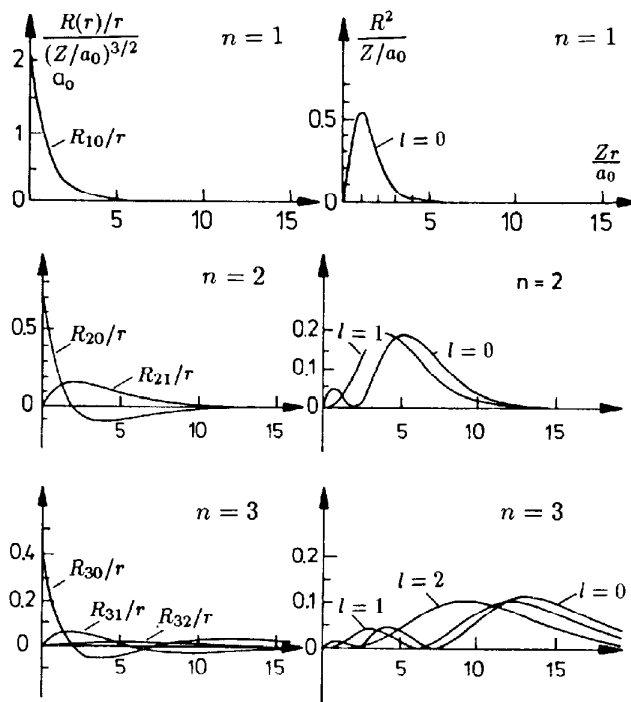 R(r)/r
(Z/a₀)^{3/2}
a₀
n = 1
2
1
0
R₁₀/r
5
10
15
R²
Z/a₀
n = 1
0.5
0
l = 0
Zr
a₀
5
10
15
n = 2
0.5
0
R₂₀/r
R₂₁/r
5
10
15
n = 2
0.2
0.1
0
l = 1
l = 0
5
10
15
n = 3
0.4
0.2
0
R₃₀/r
R₃₁/r
R₃₂/r
5
10
15
n = 3
0.2
0.1
0
l = 1
l = 2
l = 0
5
10
15